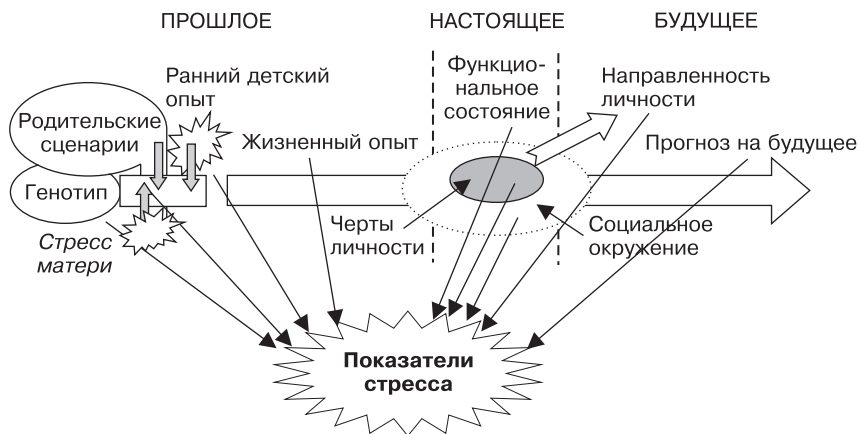 ПРОШЛОЕ
НАСТОЯЩЕЕ
БУДУЩЕЕ
Ранний детский
опыт
Функцио-
нальное
состояние
Направленность
личности
Родительские
сценарии
Жизненный опыт
Прогноз на будущее
Генотип
Черты
личности
Социальное
окружение
Стресс
матери
Показатели
стресса